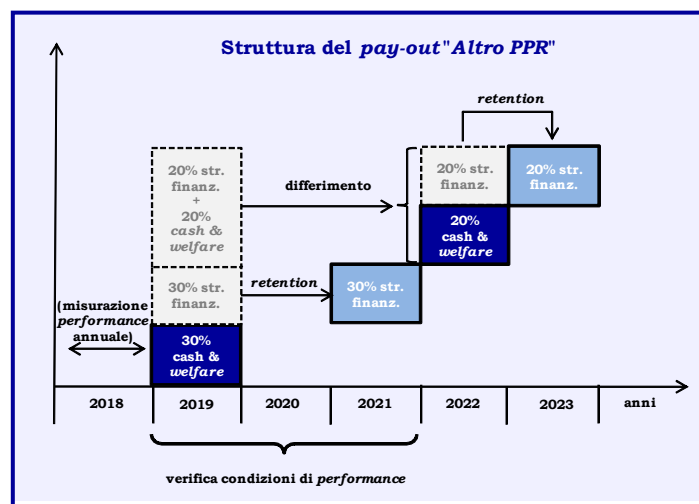 Struttura del pay-out "Altro PPR"
retention
20% str.
finanz.
+
20%
cash &
welfare
differimento
20% str.
finanz.
20% str.
finanz.
20%
cash &
welfare
30% str.
finanz.
retention
30% str.
finanz.
(misurazione
performance
annuale)
30%
cash &
welfare
2018
2019
2020
2021
2022
2023
anni
verifica condizioni di performance